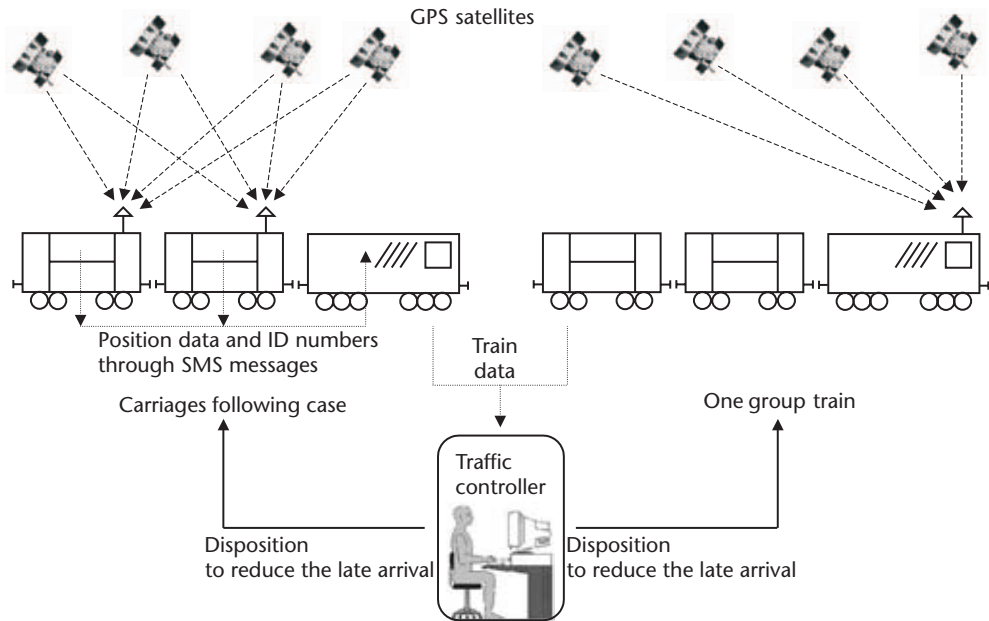 GPS satellites
Position data and ID numbers
through SMS messages
Train
data
Carriages following case
One group train
Traffic
controller
Disposition
to reduce the late arrival
Disposition
to reduce the late arrival